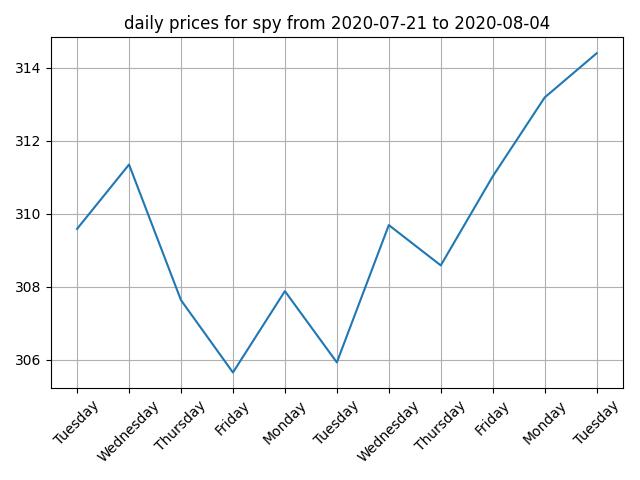 daily prices for spy from 2020-07-21 to 2020-08-04
314
312
310
308
306
Tuesday
Wednesday
Thursday
Friday
Monday
Tuesday
Wednesday
Thursday
Friday
Monday
Tuesday